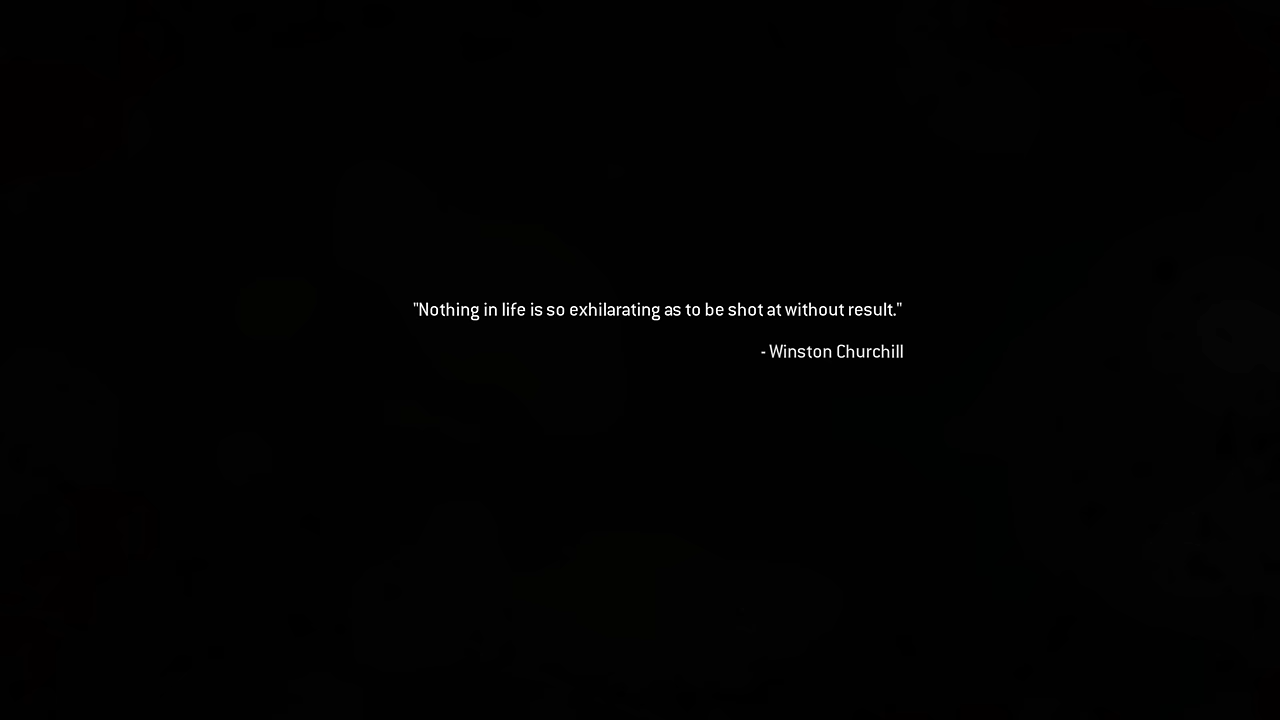 "Nothing in life is so exhilarating as to be shot at without result."
- Winston Churchill